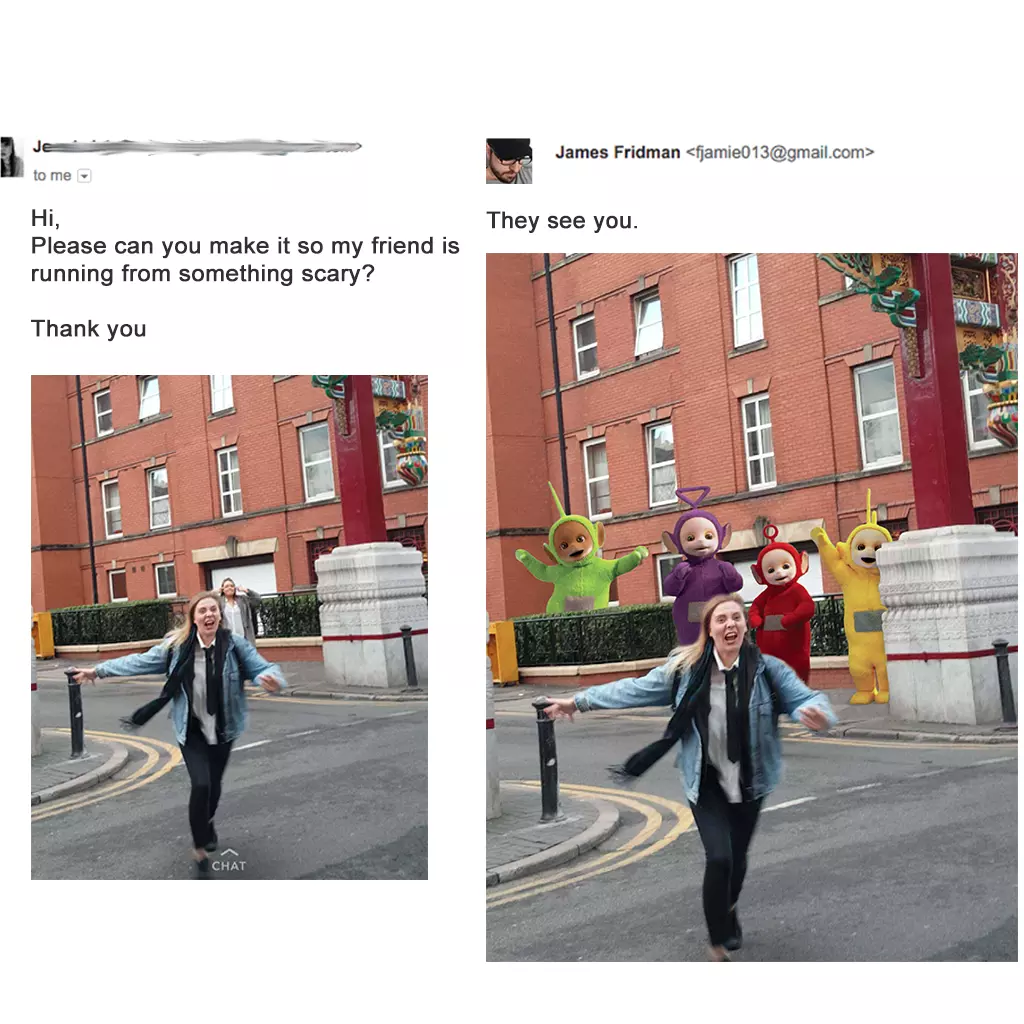 Je
to me
Hi,
Please can you make it so my friend is
running from something scary?
Thank you
CHAT
James Fridman <fjamie013@gmail.com>
They see you.